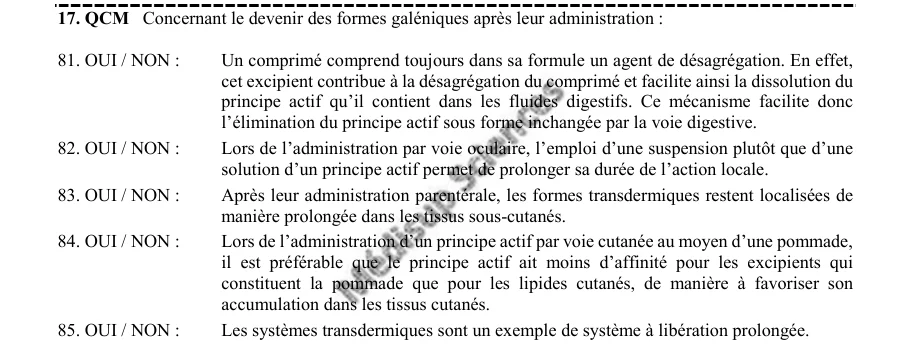 17. QCM Concernant le devenir des formes galéniques après leur administration :
81. OUI / NON : Un comprimé comprend toujours dans sa formule un agent de désagrégation. En effet,
cet excipient contribue à la désagrégation du comprimé et facilite ainsi la dissolution du
principe actif qu'il contient dans les fluides digestifs. Ce mécanisme facilite donc
l'élimination du principe actif sous forme inchangée par la voie digestive.
82. OUI / NON : Lors de l'administration par voie oculaire, l'emploi d'une suspension plutôt que d'une
solution d'un principe actif permet de prolonger sa durée de l'action locale.
83. OUI / NON : Après leur administration parentérale, les formes transdermiques restent localisées de
manière prolongée dans les tissus sous-cutanés.
84. OUI / NON : Lors de l'administration d'un principe actif par voie cutanée au moyen d'une pommade,
il est préférable que le principe actif ait moins d'affinité pour les excipients qui
constituent la pommade que pour les lipides cutanés, de manière à favoriser son
accumulation dans les tissus cutanés.
85. OUI / NON : Les systèmes transdermiques sont un exemple de système à libération prolongée.
Médisup Sciences